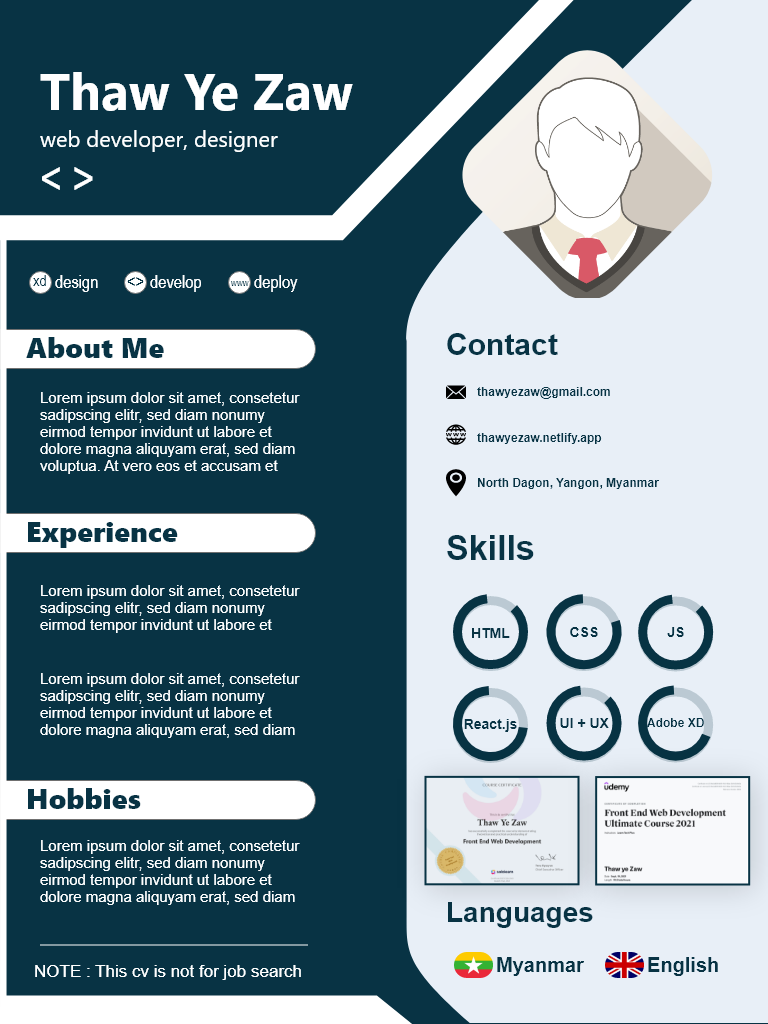 Thaw Ye Zaw
web developer, designer
< >
xd design <> develop www deploy
About Me
Lorem ipsum dolor sit amet, consetetur
sadipscing elitr, sed diam nonumy
eirmod tempor invidunt ut labore et
dolore magna aliquyam erat, sed diam
voluptua. At vero eos et accusam et
Experience
Lorem ipsum dolor sit amet, consetetur
sadipscing elitr, sed diam nonumy
eirmod tempor invidunt ut labore et
Lorem ipsum dolor sit amet, consetetur
sadipscing elitr, sed diam nonumy
eirmod tempor invidunt ut labore et
dolore magna aliquyam erat, sed diam
Hobbies
Lorem ipsum dolor sit amet, consetetur
sadipscing elitr, sed diam nonumy
eirmod tempor invidunt ut labore et
dolore magna aliquyam erat, sed diam
NOTE : This cv is not for job search
Contact
thawyezaw@gmail.com
www
thawyezaw.netlify.app
North Dagon, Yangon, Myanmar
Skills
HTML CSS JS
React.js UI + UX Adobe XD
COURSE CERTIFICATE
Thaw Ye Zaw
Front End Web Development
udemy
Front End Web Development
Ultimate Course 2021
Thaw ye Zaw
Languages
Myanmar English